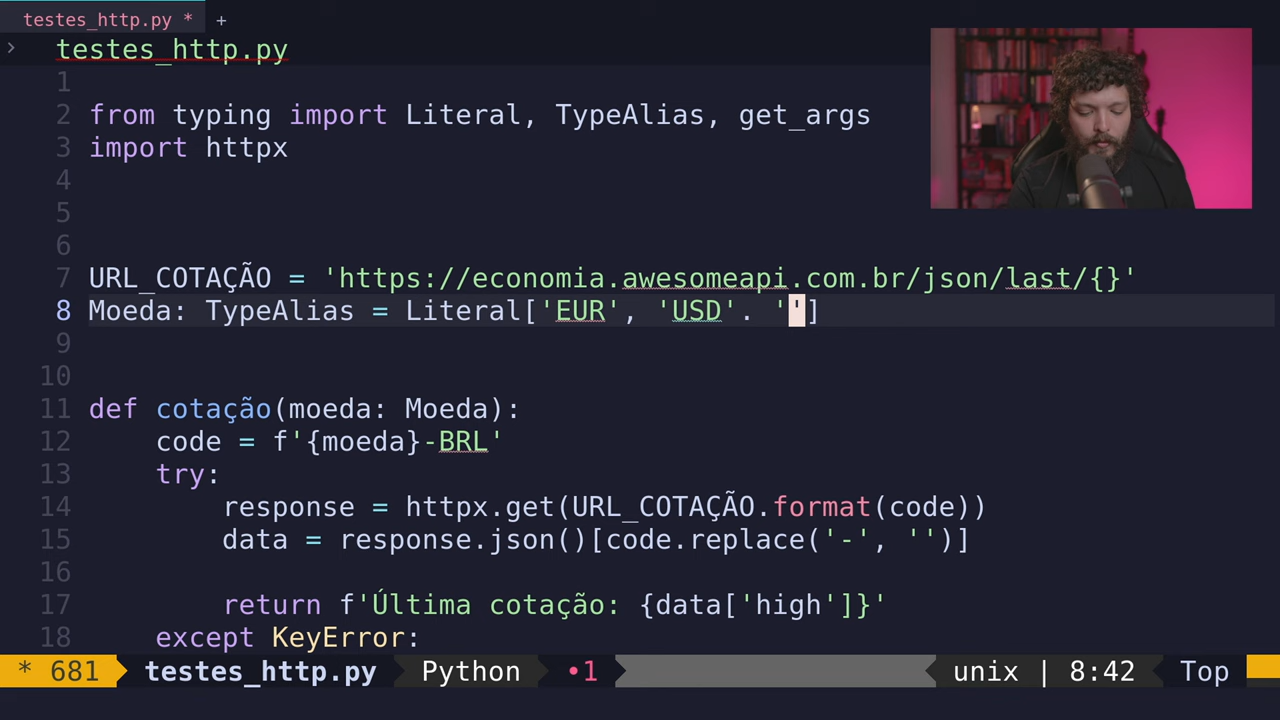 testes_http.py * +
testes_http.py
1
2 from typing import Literal, TypeAlias, get_args
3 import httpx
4
5
6
7 URL_COTAÇÃO = 'https://economia.awesomeapi.com.br/json/last/{}'
8 Moeda: TypeAlias = Literal['EUR', 'USD'. '']
9
10
11 def cotação(moeda: Moeda):
12     code = f'{moeda}-BRL'
13     try:
14         response = httpx.get(URL_COTAÇÃO.format(code))
15         data = response.json()[code.replace('-', '')]
16
17         return f'Última cotação: {data['high']}'
18     except KeyError:
* 681 testes_http.py Python •1 unix | 8:42 Top